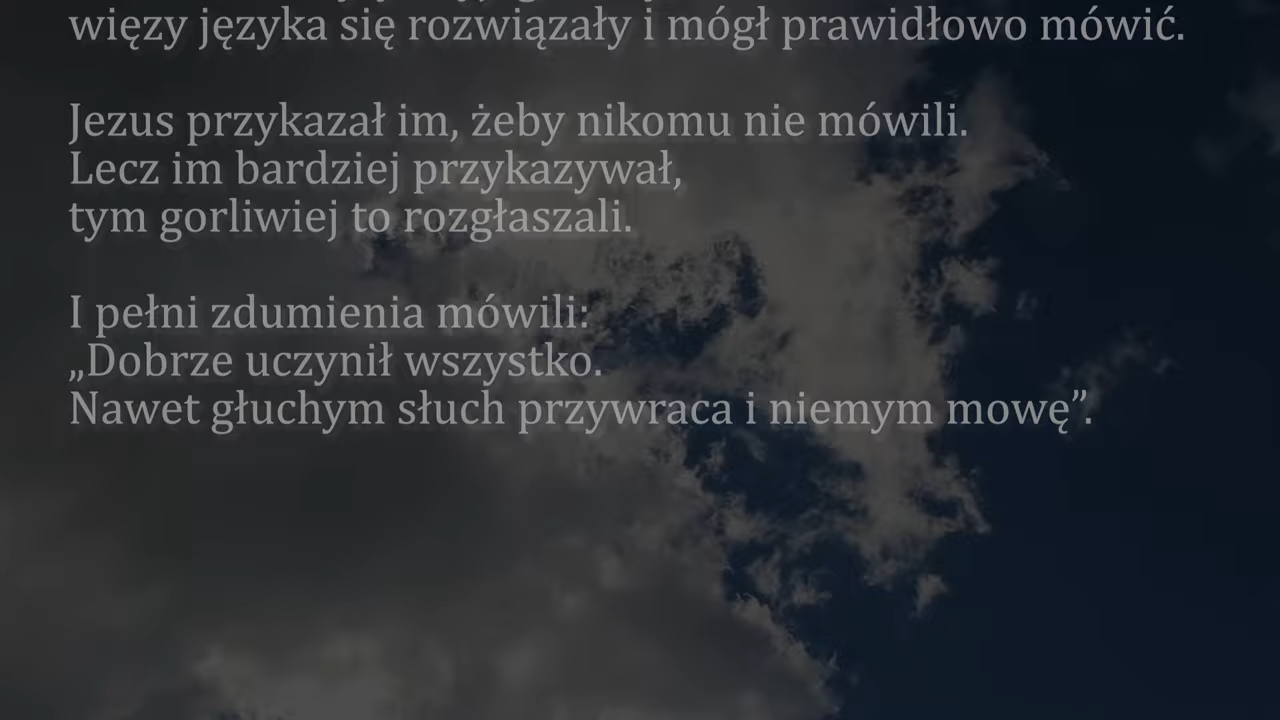 więzy języka się rozwiązały i mógł prawidłowo mówić.
Jezus przykazał im, żeby nikomu nie mówili.
Lecz im bardziej przykazywał,
tym gorliwiej to rozgłaszali.
I pełni zdumienia mówili:
„Dobrze uczynił wszystko.
Nawet głuchym słuch przywraca i niemym mowę”.